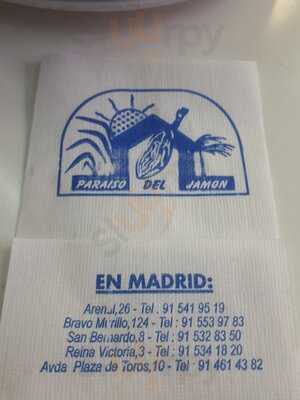 PARAISO DEL JAMON
EN MADRID:
Arenal,26 - Tel : 91 541 95 19
Bravo Murillo,124 - Tel : 91 553 97 83
San Bernardo,8 - Tel : 91 532 83 50
Reina Victoria,3 - Tel : 91 534 18 20
Avda Plaza de Toros,10 - Tel : 91 461 43 82